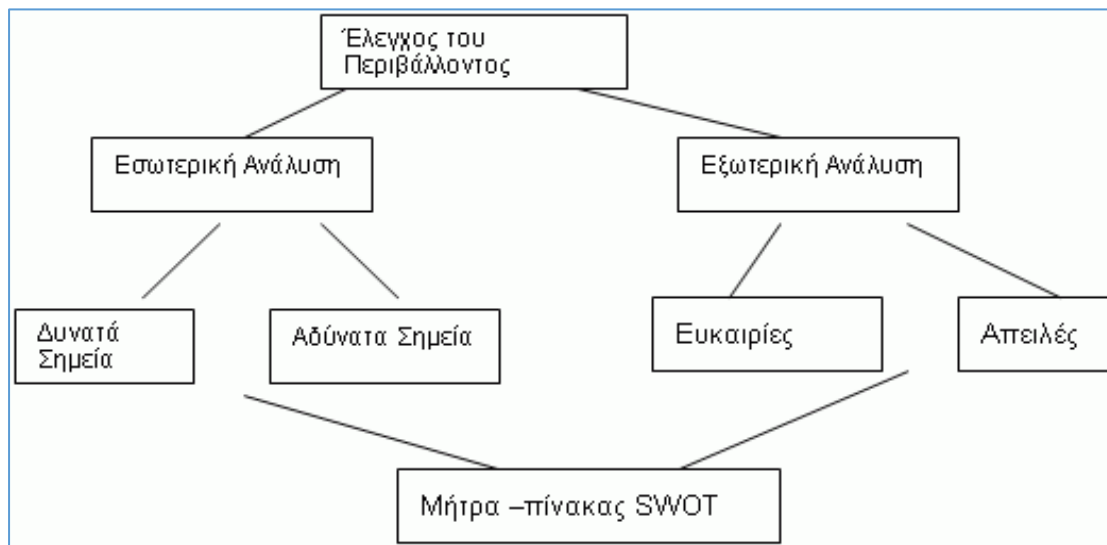 Έλεγχος του
Περιβάλλοντος
Εσωτερική Ανάλυση
Εξωτερική Ανάλυση
Δυνατά
Σημεία
Αδύνατα Σημεία
Ευκαιρίες
Απειλές
Μήτρα –πίνακας SWOT